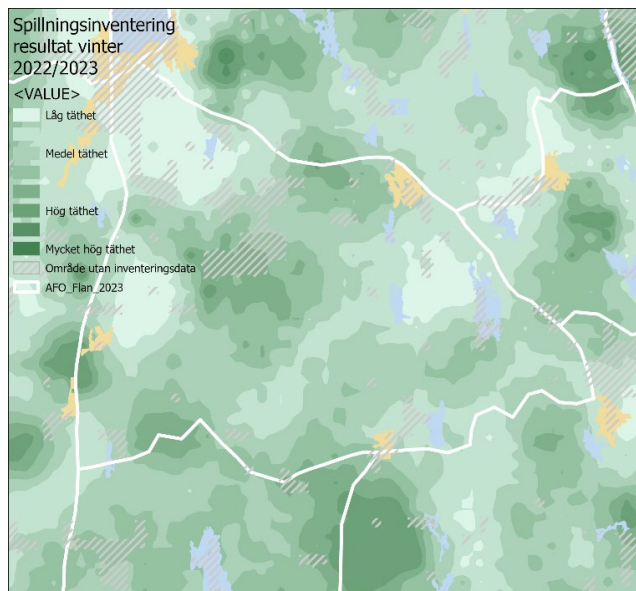 Spillningsinventering
resultat vinter
2022/2023
<VALUE>
Låg täthet
Medel täthet
Hög täthet
Mycket hög täthet
Område utan inventeringsdata
AFO_Flan_2023